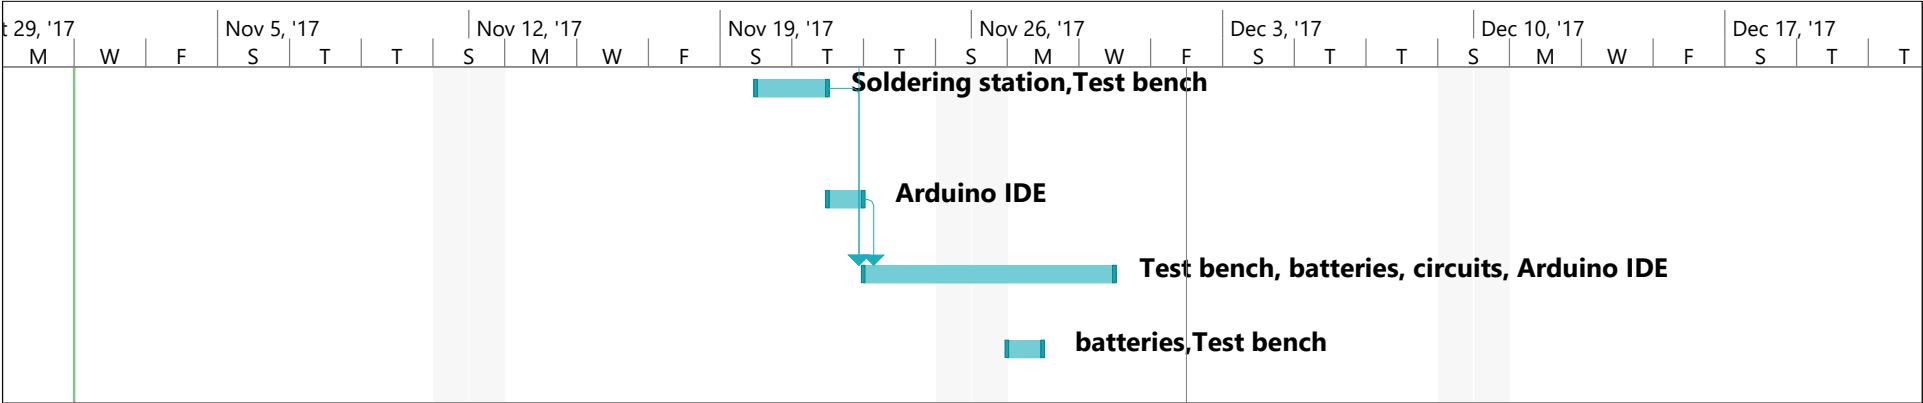 t 29, '17 Nov 5, '17 Nov 12, '17 Nov 19, '17 Nov 26, '17 Dec 3, '17 Dec 10, '17 Dec 17, '17
M W F S T T S M W F S T T S M W F S T T S M W F S T T
Soldering station,Test bench
Arduino IDE
Test bench, batteries, circuits, Arduino IDE
batteries,Test bench